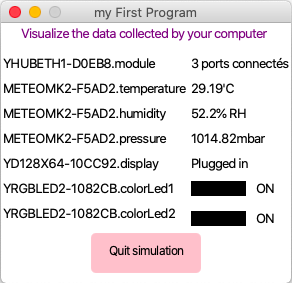 my First Program
Visualize the data collected by your computer
YHUBETH1-D0EB8.module 3 ports connectés
METEOMK2-F5AD2.temperature 29.19'C
METEOMK2-F5AD2.humidity 52.2% RH
METEOMK2-F5AD2.pressure 1014.82mbar
YD128X64-10CC92.display Plugged in
YRGBLED2-1082CB.colorLed1 ON
YRGBLED2-1082CB.colorLed2 ON
Quit simulation